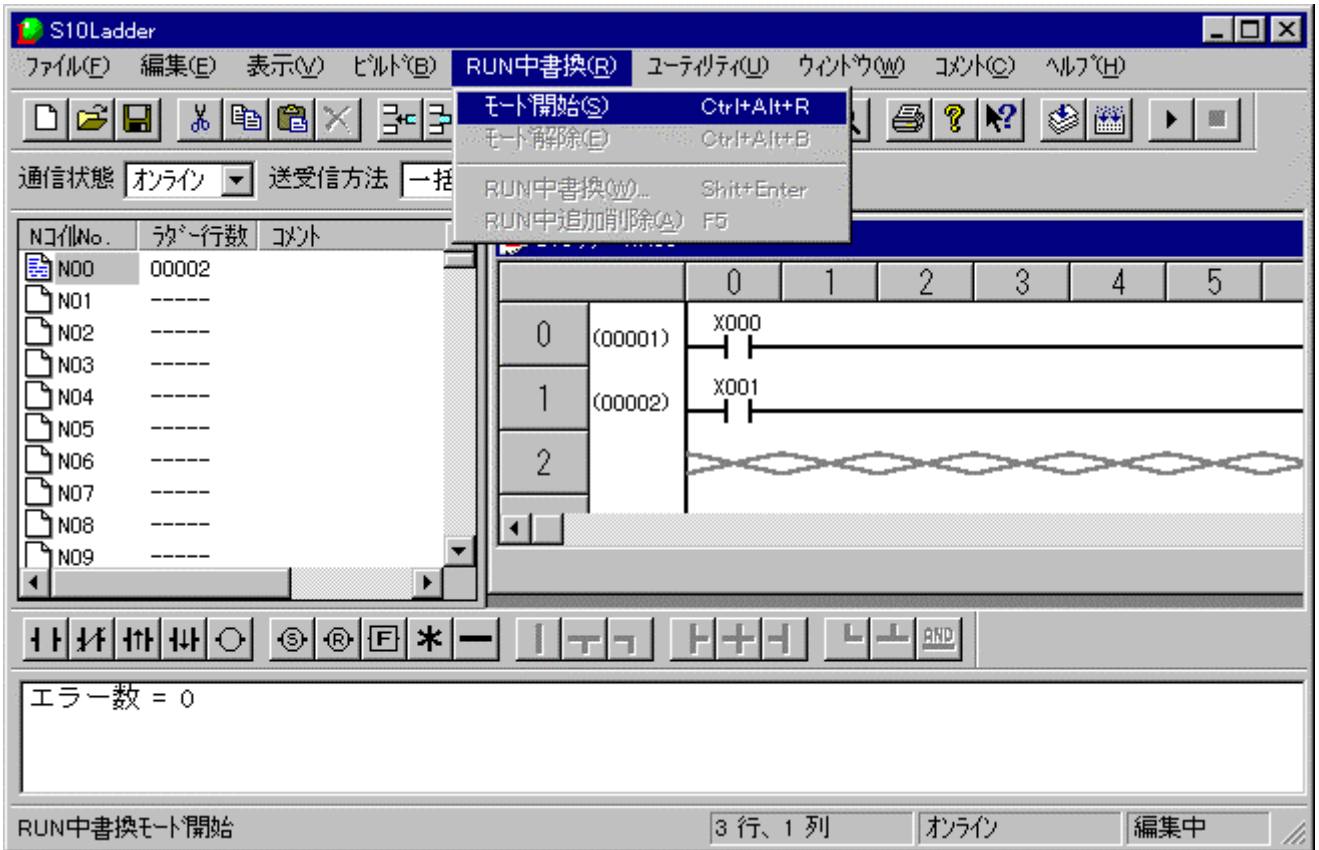 S10Ladder
ﾌｧｲﾙ(F) 編集(E) 表示(V) ﾋﾞﾙﾄﾞ(B) RUN中書換(R) ﾕｰﾃｨﾘﾃｨ(U) ｳｨﾝﾄﾞｳ(W) ｺﾒﾝﾄ(C) ﾍﾙﾌﾟ(H)
ﾓｰﾄﾞ開始(S) Ctrl+Alt+R
ﾓｰﾄﾞ解除(E) Ctrl+Alt+B
RUN中書換(W)... Shit+Enter
RUN中追加削除(A) F5
通信状態 ｵﾝﾗｲﾝ 送受信方法 一括
NｺｲﾙNo. ﾗﾀﾞｰ行数 ｺﾒﾝﾄ
N00 00002
N01 -----
N02 -----
N03 -----
N04 -----
N05 -----
N06 -----
N07 -----
N08 -----
N09 -----
0 1 2 3 4 5
0 (00001) X000
1 (00002) X001
2
S R F AND
エラー数 = 0
RUN中書換ﾓｰﾄﾞ開始 3 行、1 列 ｵﾝﾗｲﾝ 編集中